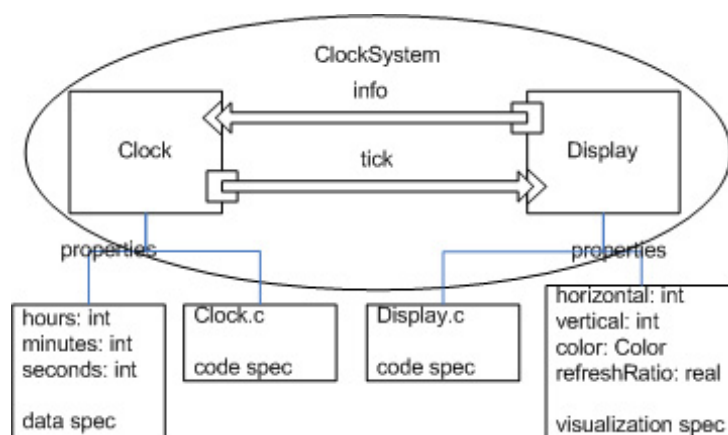 ClockSystem
info
Clock
Display
tick
properties
properties
hours: int
minutes: int
seconds: int
data spec
Clock.c
code spec
Display.c
code spec
horizontal: int
vertical: int
color: Color
refreshRatio: real
visualization spec